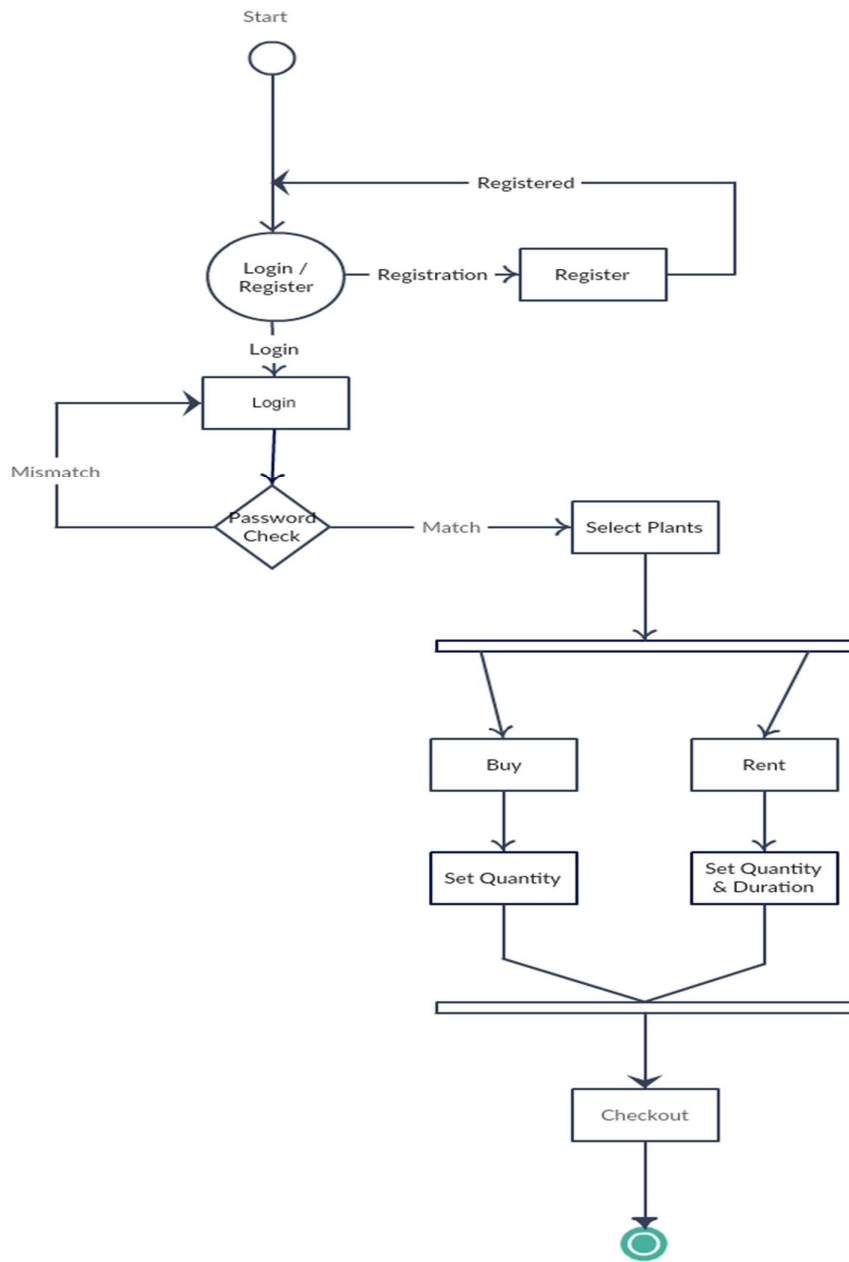 Start
Registered
Login /
Register
Registration
Register
Login
Login
Mismatch
Password
Check
Match
Select Plants
Buy
Rent
Set Quantity
Set Quantity
& Duration
Checkout